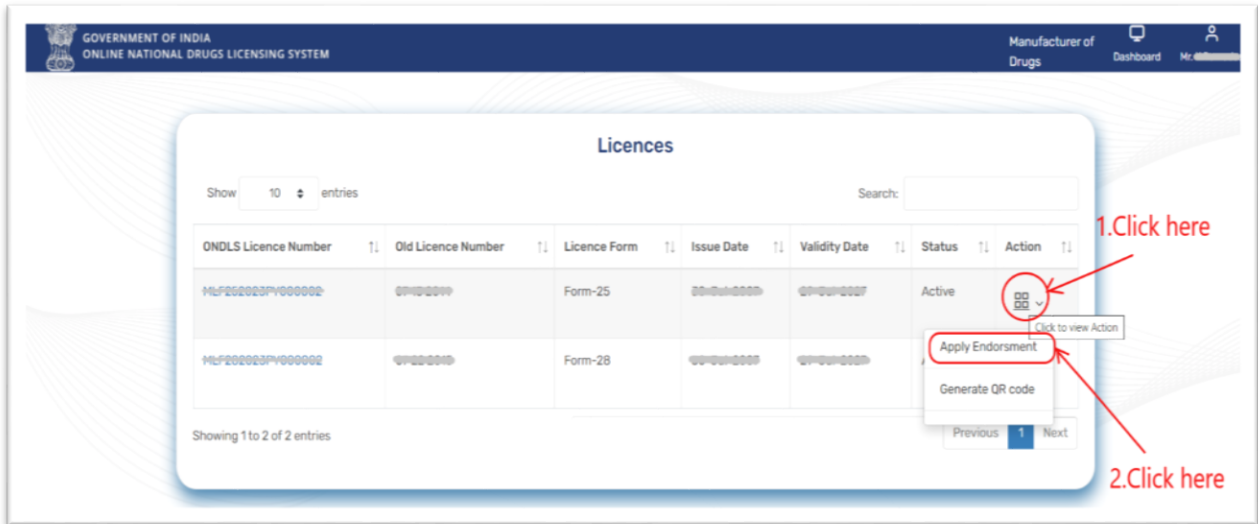 GOVERNMENT OF INDIA
ONLINE NATIONAL DRUGS LICENSING SYSTEM
Manufacturer of
Drugs
Dashboard
Mr.
Licences
Show 10 entries
Search:
ONDLS Licence Number Old Licence Number Licence Form Issue Date Validity Date Status Action
1.Click here
Form-25 Active
Click to view Action
Apply Endorsment
Form-28
Generate QR code
Showing 1 to 2 of 2 entries
Previous 1 Next
2.Click here